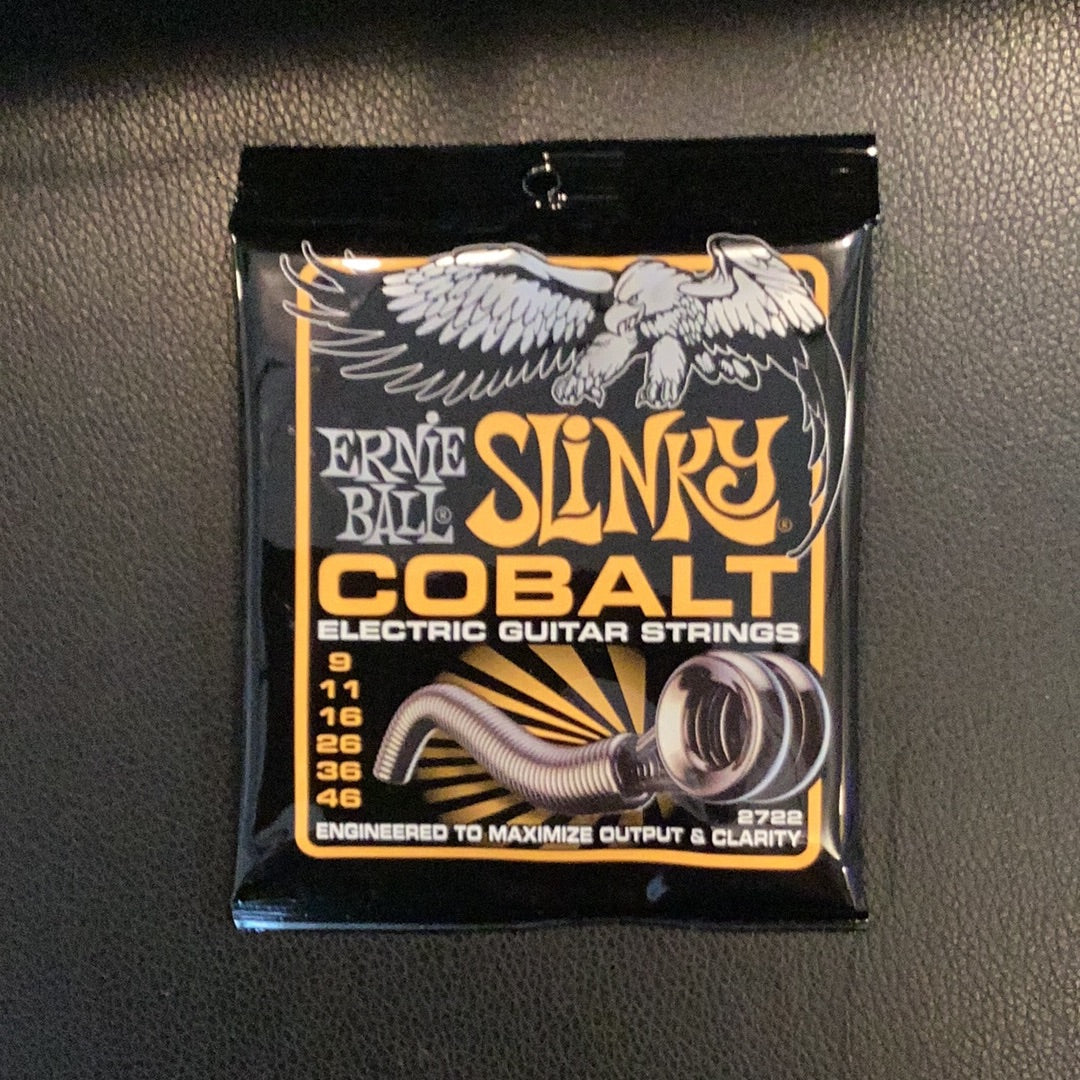 ERNiE
BALL®
SLiNKY®
COBALT
ELECTRIC GUITAR STRINGS
9
11
16
26
36
46
2722
ENGINEERED TO MAXIMIZE OUTPUT & CLARITY